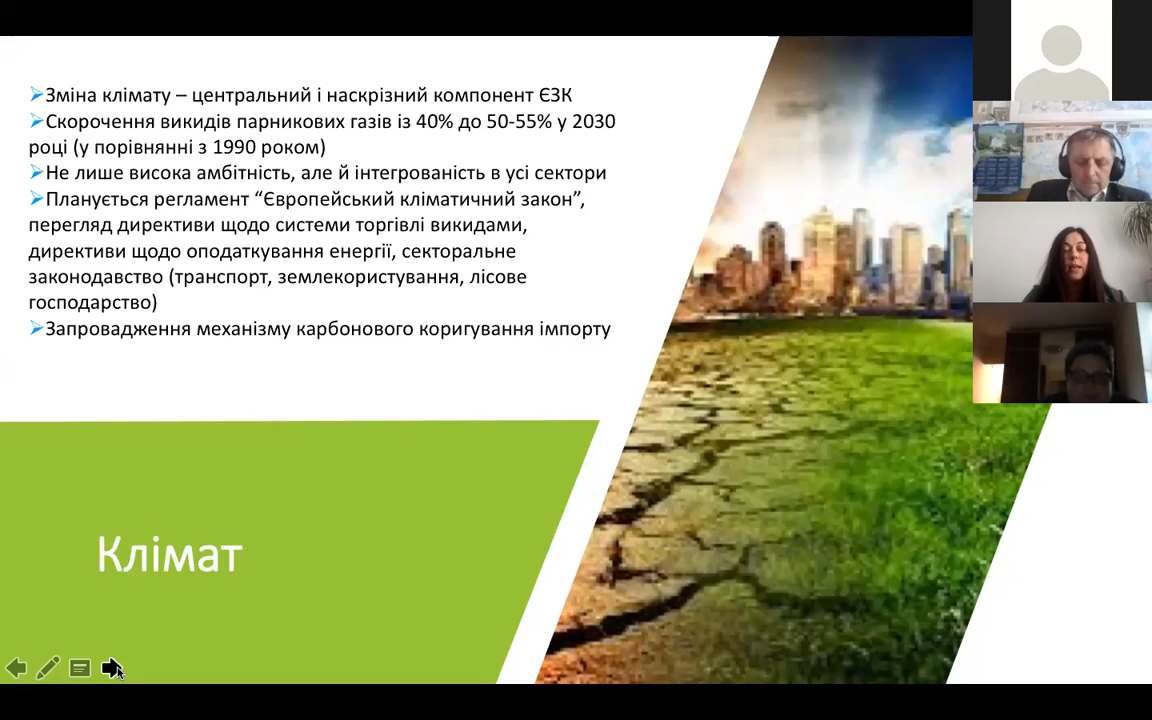 ➢Зміна клімату – центральний і наскрізний компонент ЄЗК
➢Скорочення викидів парникових газів із 40% до 50-55% у 2030
році (у порівнянні з 1990 роком)
➢Не лише висока амбітність, але й інтегрованість в усі сектори
➢Планується регламент “Європейський кліматичний закон”,
перегляд директиви щодо системи торгівлі викидами,
директиви щодо оподаткування енергії, секторальне
законодавство (транспорт, землекористування, лісове
господарство)
➢Запровадження механізму карбонового коригування імпорту
Клімат